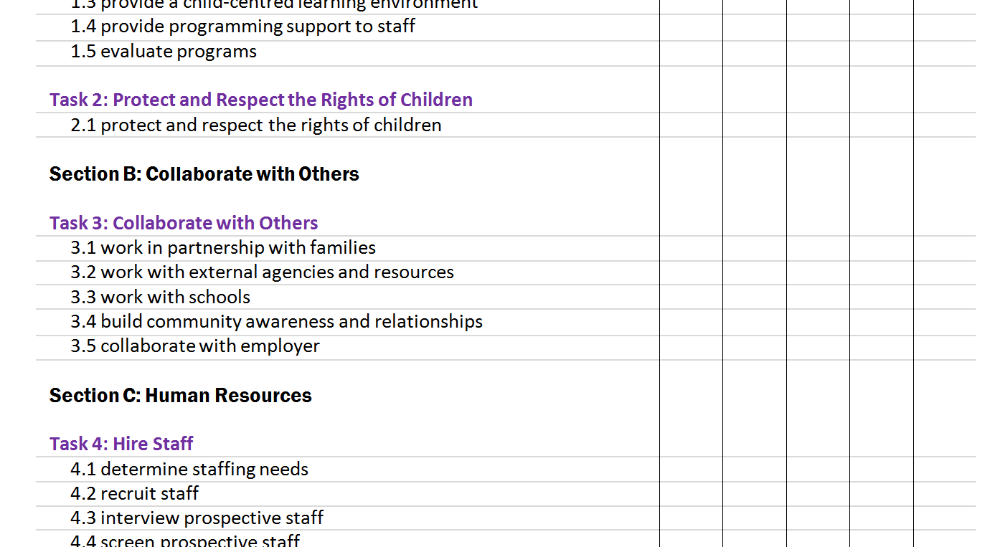 1.3 provide a child-centred learning environment
1.4 provide programming support to staff
1.5 evaluate programs
Task 2: Protect and Respect the Rights of Children
2.1 protect and respect the rights of children
Section B: Collaborate with Others
Task 3: Collaborate with Others
3.1 work in partnership with families
3.2 work with external agencies and resources
3.3 work with schools
3.4 build community awareness and relationships
3.5 collaborate with employer
Section C: Human Resources
Task 4: Hire Staff
4.1 determine staffing needs
4.2 recruit staff
4.3 interview prospective staff
4.4 screen prospective staff